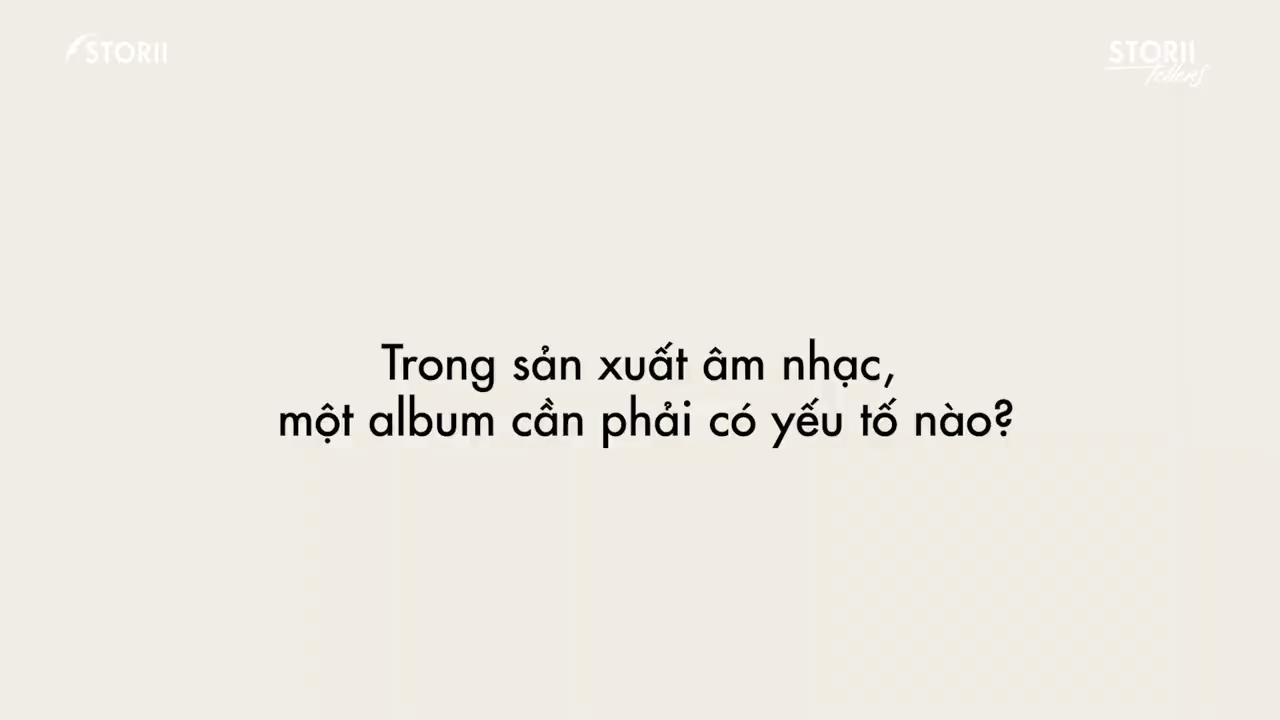 STORII
STORII
Tellers
Trong sản xuất âm nhạc,
một album cần phải có yếu tố nào?